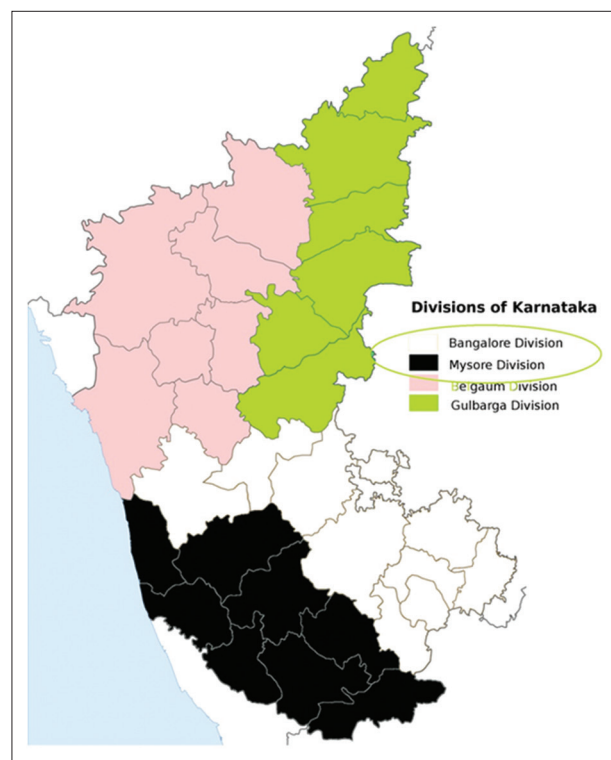 Divisions of Karnataka
Bangalore Division
Mysore Division
Belgaum Division
Gulbarga Division